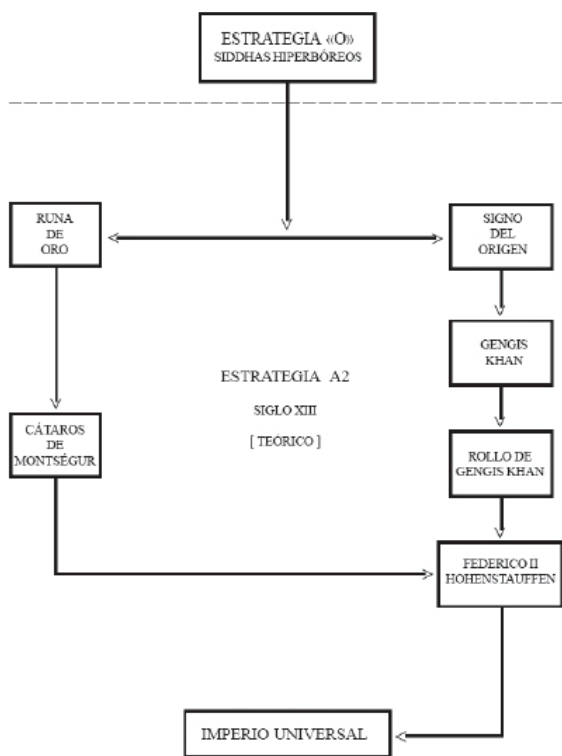 ESTRATEGIA «O»
SIDDHAS HIPERBÓREOS
RUNA
DE
ORO
SIGNO
DEL
ORIGEN
GENGIS
KHAN
ESTRATEGIA A2
SIGLO XIII
[ TEÓRICO ]
CÁTAROS
DE
MONTSÉGUR
ROLLO DE
GENGIS KHAN
FEDERICO II
HOHENSTAUFFEN
IMPERIO UNIVERSAL